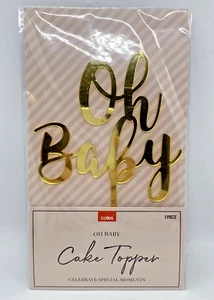 Oh
Baby
coles
1 PIECE
- OH BABY -
Cake Topper
CELEBRATE SPECIAL MOMENTS